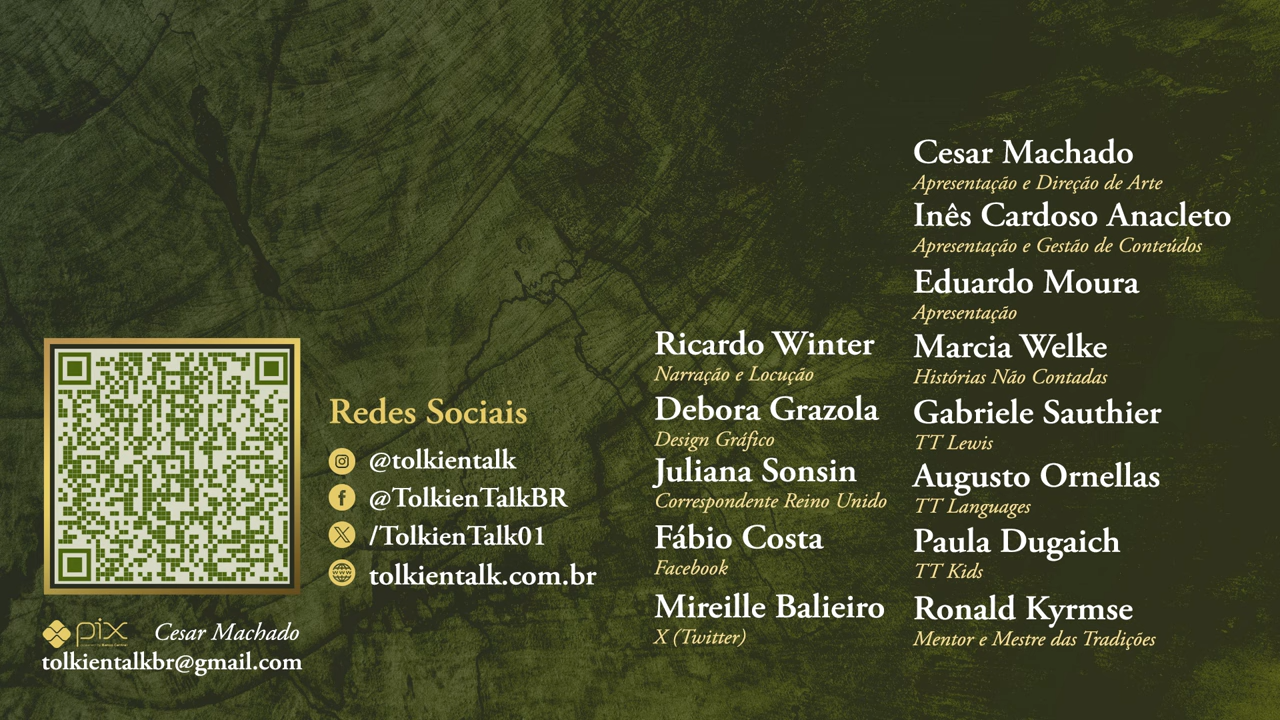 pix
Cesar Machado
tolkientalkbr@gmail.com
Redes Sociais
@tolkientalk
@TolkienTalkBR
/TolkienTalk01
tolkientalk.com.br
Ricardo Winter
Narração e Locução
Debora Grazola
Design Gráfico
Juliana Sonsin
Correspondente Reino Unido
Fábio Costa
Facebook
Mireille Balieiro
X (Twitter)
Cesar Machado
Apresentação e Direção de Arte
Inês Cardoso Anacleto
Apresentação e Gestão de Conteúdos
Eduardo Moura
Apresentação
Marcia Welke
Histórias Não Contadas
Gabriele Sauthier
TT Lewis
Augusto Ornellas
TT Languages
Paula Dugaich
TT Kids
Ronald Kyrmse
Mentor e Mestre das Tradições